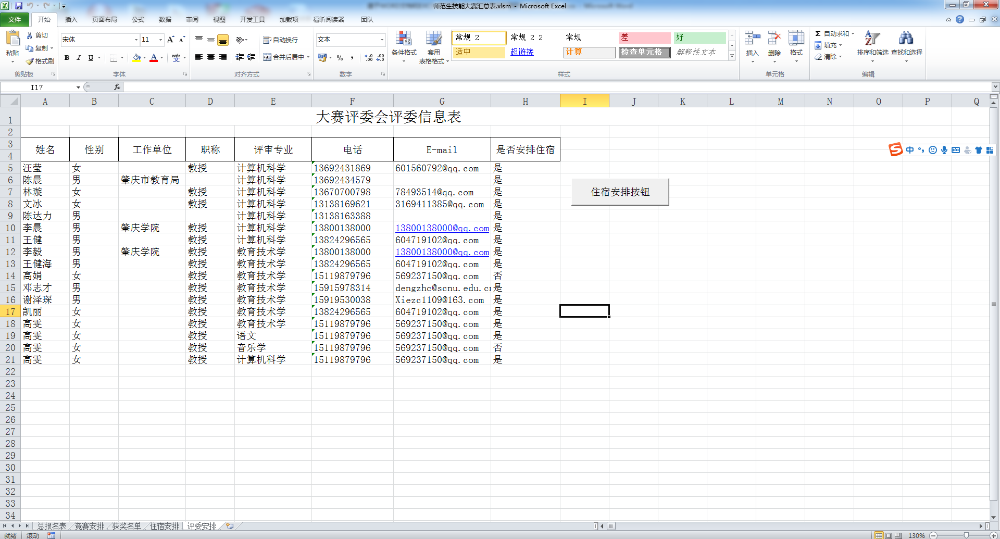 师范生技能大赛汇总表.xlsm - Microsoft Excel
文件 开始 插入 页面布局 公式 数据 审阅 视图 开发工具 加载项 福昕阅读器 团队
粘贴 剪切 复制 格式刷 剪贴板
宋体 11 A A B I U A wén 字体
自动换行 合并后居中 对齐方式
文本 % , 数字
条件格式 套用表格格式
常规 2 常规 2 2 常规 差 好
适中 超链接 计算 检查单元格 解释性文本
样式
插入 删除 格式 单元格
Σ 自动求和 填充 清除 排序和筛选 查找和选择 编辑
I17 fx
A B C D E F G H I J K L M N O P Q
1 大赛评委会评委信息表
2
3 4 姓名 性别 工作单位 职称 评审专业 电话 E-mail 是否安排住宿
5 汪莹 女 教授 计算机科学 13692431869 601560792@qq.com 是
6 陈晨 男 肇庆市教育局 计算机科学 13692434579 是
7 林璇 女 教授 计算机科学 13670700798 78493514@qq.com 是
8 文冰 女 教授 计算机科学 13138169621 3169411385@qq.com 是
9 陈达力 男 计算机科学 13138163388 是
10 李晨 男 肇庆学院 教授 计算机科学 13800138000 13800138000@qq.com 是
11 王健 男 教授 计算机科学 13824296565 604719102@qq.com 是
12 李毅 男 肇庆学院 教授 教育技术学 13800138000 13800138000@qq.com 是
13 王健海 男 教授 教育技术学 13824296565 604719102@qq.com 是
14 高娟 女 教授 教育技术学 15119879796 569237150@qq.com 否
15 邓志才 男 教授 教育技术学 15915978314 dengzhc@scnu.edu.cn 是
16 谢泽琛 男 教授 教育技术学 15919530038 Xiezc1109@163.com 是
17 凯丽 女 教授 教育技术学 13824296565 604719102@qq.com 是
18 高雯 女 教授 教育技术学 15119879796 569237150@qq.com 是
19 高雯 女 教授 语文 15119879796 569237150@qq.com 是
20 高雯 女 教授 音乐学 15119879796 569237150@qq.com 否
21 高雯 女 教授 计算机科学 15119879796 569237150@qq.com 是
住宿安排按钮
S 中
22
23
24
25
26
27
28
29
30
31
32
33
34
总报名表 竞赛安排 获奖名单 住宿安排 评委安排
就绪 滚动 130%